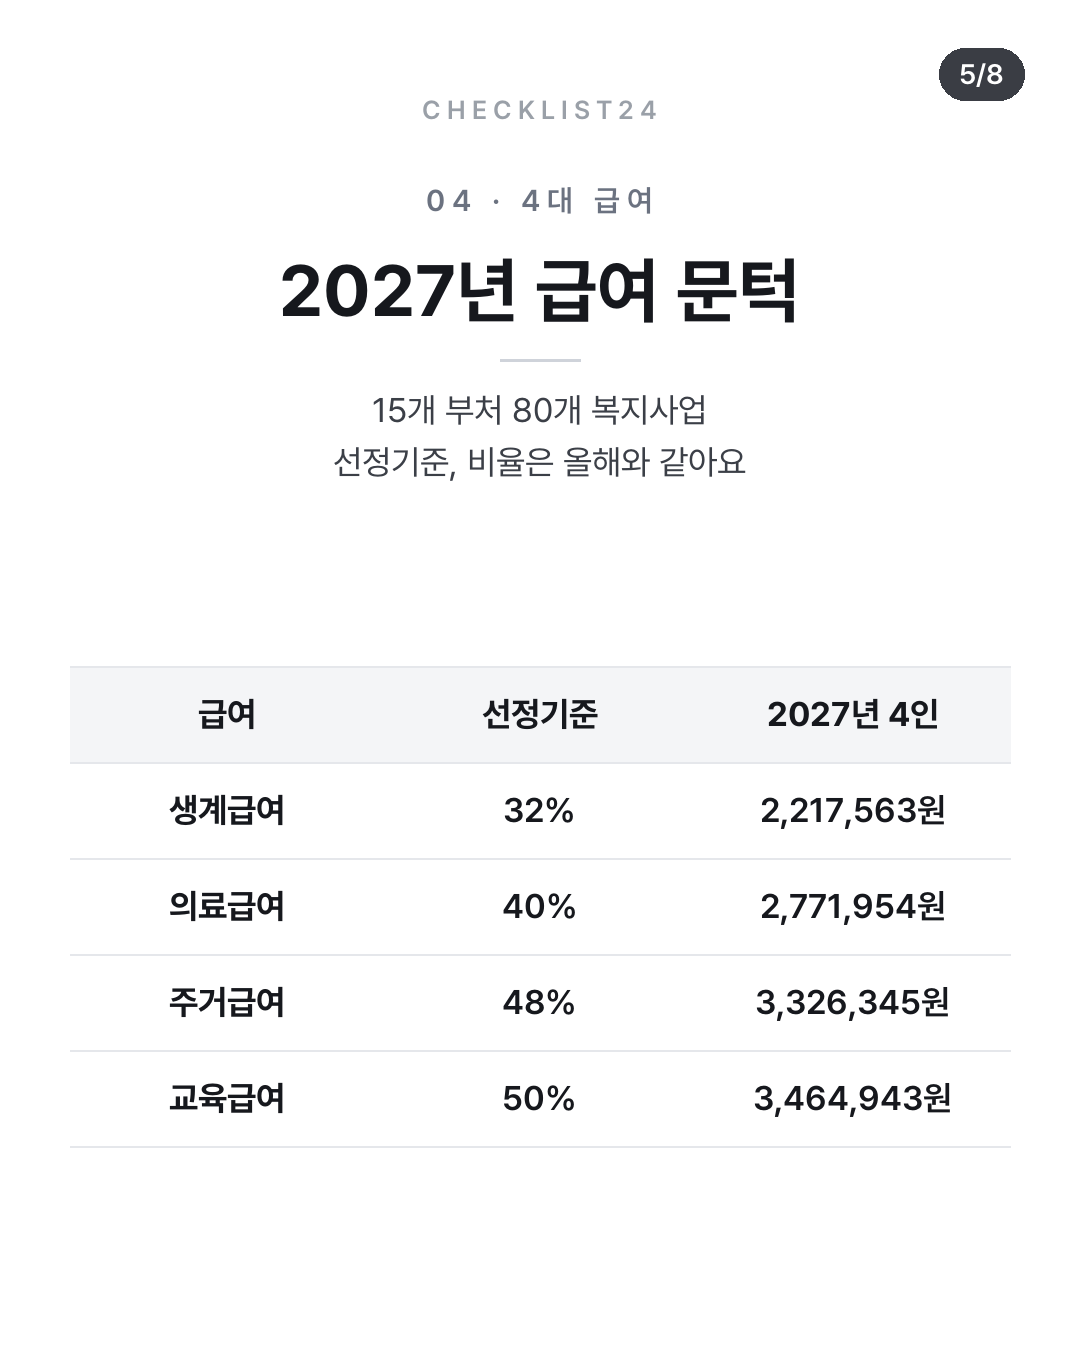 5/8
CHECKLIST24
04 · 4대 급여
2027년 급여 문턱
15개 부처 80개 복지사업
선정기준, 비율은 올해와 같아요
급여 선정기준 2027년 4인
생계급여 32% 2,217,563원
의료급여 40% 2,771,954원
주거급여 48% 3,326,345원
교육급여 50% 3,464,943원